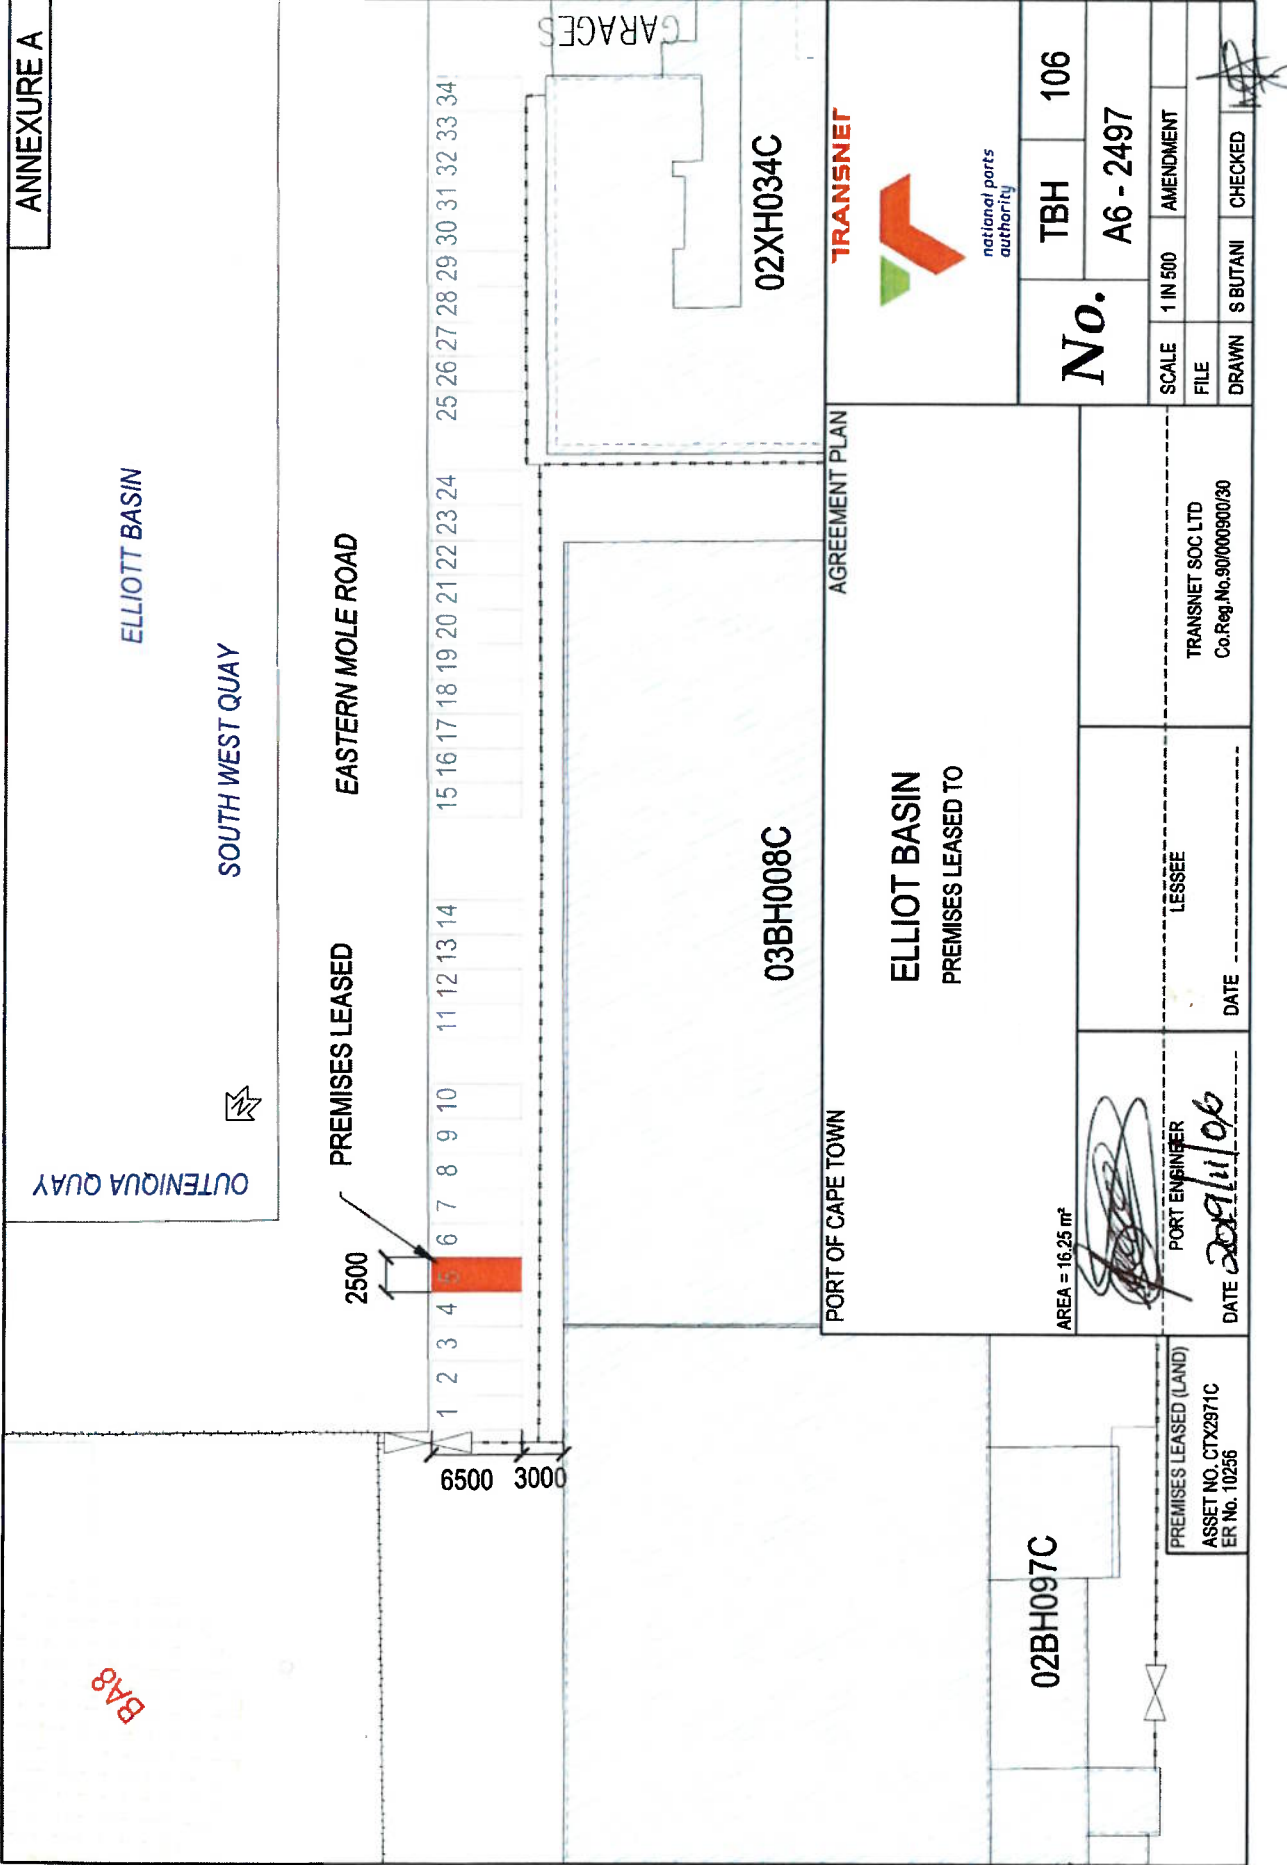 ANNEXURE A
ELLIOTT BASIN
SOUTH WEST QUAY
OUTENIQUA QUAY
BA8
PREMISES LEASED
EASTERN MOLE ROAD
2500
1 2 3 4 5 6 7 8 9 10 11 12 13 14 15 16 17 18 19 20 21 22 23 24 25 26 27 28 29 30 31 32 33 34
6500
3000
GARAGES
02XH034C
03BH008C
02BH097C
PORT OF CAPE TOWN
AGREEMENT PLAN
ELLIOT BASIN
PREMISES LEASED TO
AREA = 16.25 m²
PORT ENGINEER
DATE 2019/11/06
LESSEE
DATE
TRANSNET SOC LTD
Co.Reg.No.90/000900/30
TRANSNET
national ports
authority
No.
TBH
106
A6 - 2497
SCALE
1 IN 500
AMENDMENT
FILE
DRAWN
S BUTANI
CHECKED
PREMISES LEASED (LAND)
ASSET NO. CTX2971C
ER No. 10256